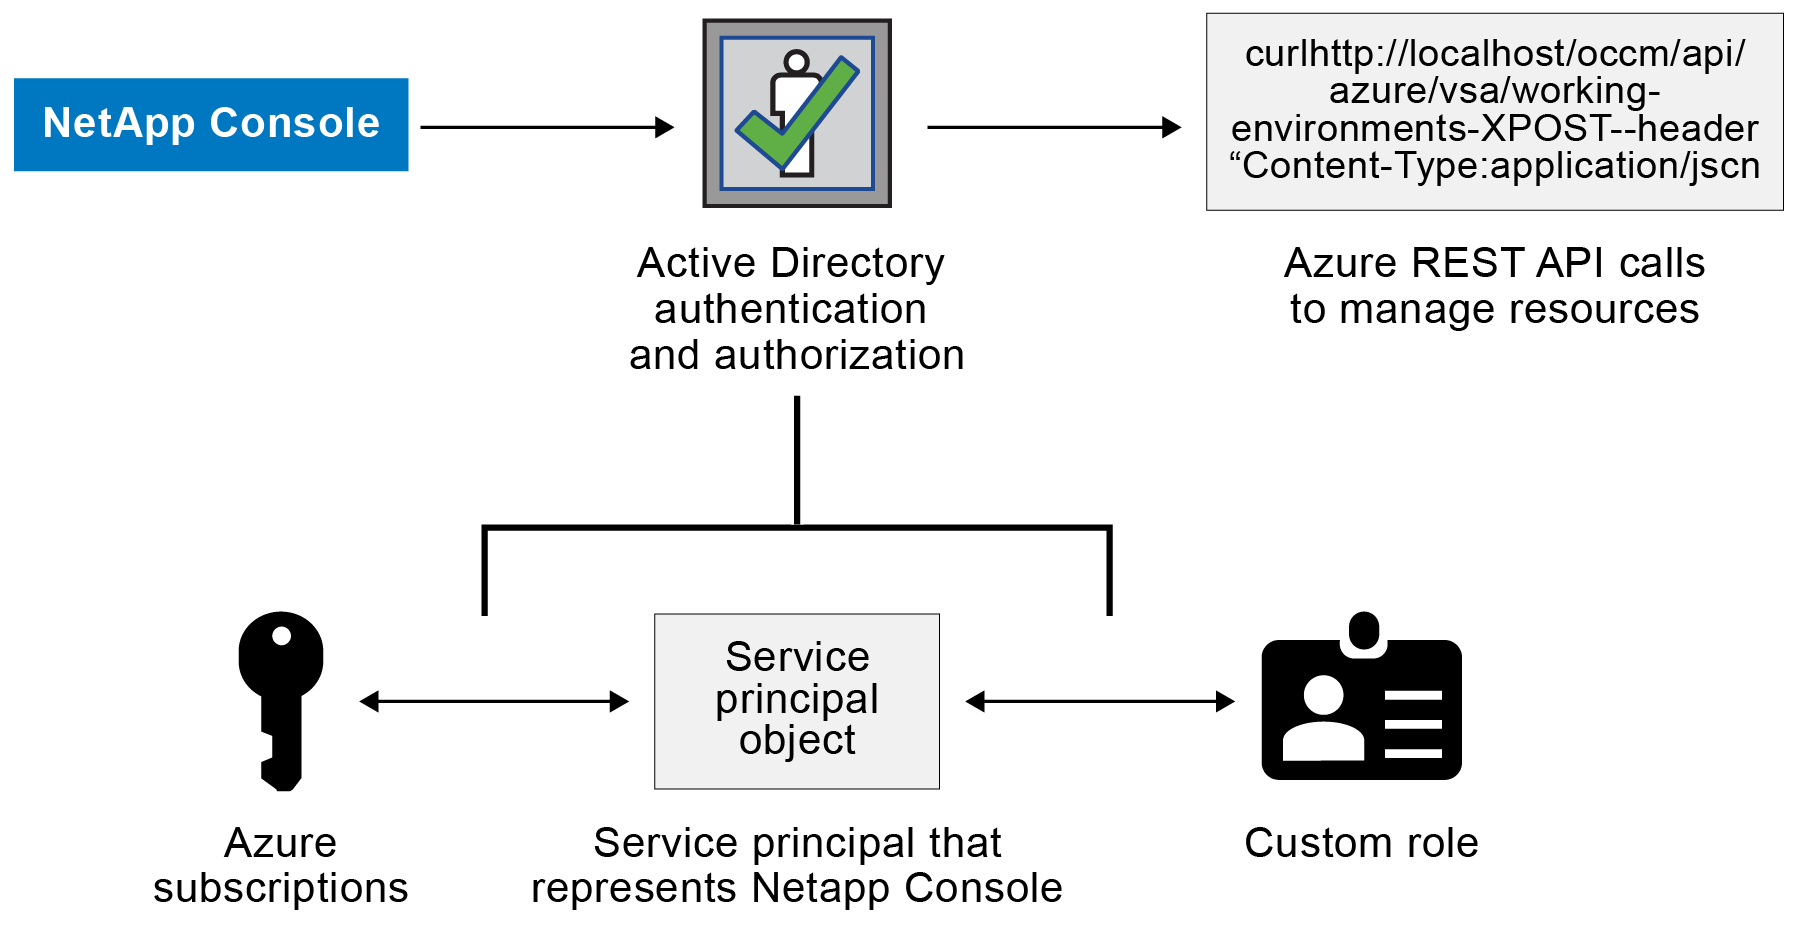 NetApp Console
curlhttp://localhost/occm/api/
azure/vsa/working-
environments-XPOST--header
“Content-Type:application/jscn
Active Directory
authentication
and authorization
Azure REST API calls
to manage resources
Service
principal
object
Azure
subscriptions
Service principal that
represents Netapp Console
Custom role